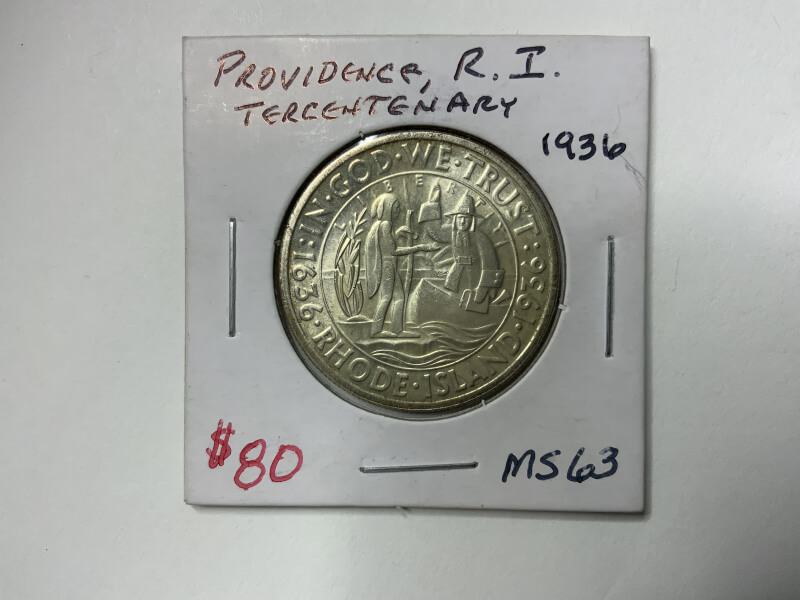 PROVIDENCE, R. I.
TERCENTENARY
1936
IN·GOD·WE·TRUST:
LIBERTY
1636·RHODE·ISLAND·1936
$80
MS63